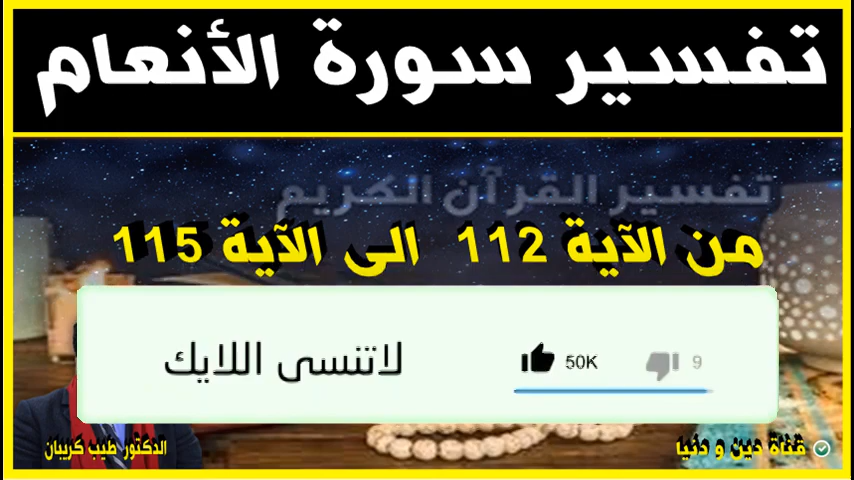 تفسير سورة الأنعام
تفسير القرآن الكريم
من الآية 112 الى الآية 115
لاتنسى اللايك
50K
9
الدكتور طيب كريبان
قناة دين و دنيا